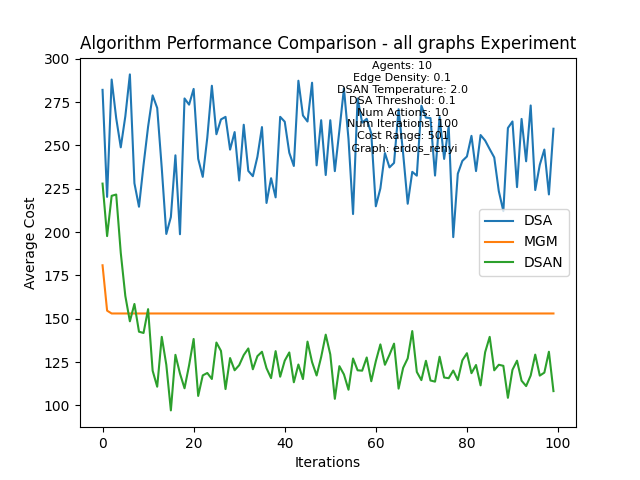 Algorithm Performance Comparison - all graphs Experiment
Agents: 10
Edge Density: 0.1
DSAN Temperature: 2.0
DSA Threshold: 0.1
Num Actions: 10
Num Iterations: 100
Cost Range: 501
Graph: erdos_renyi
300
275
250
225
200
175
150
125
100
Average Cost
DSA
MGM
DSAN
0
20
40
60
80
100
Iterations